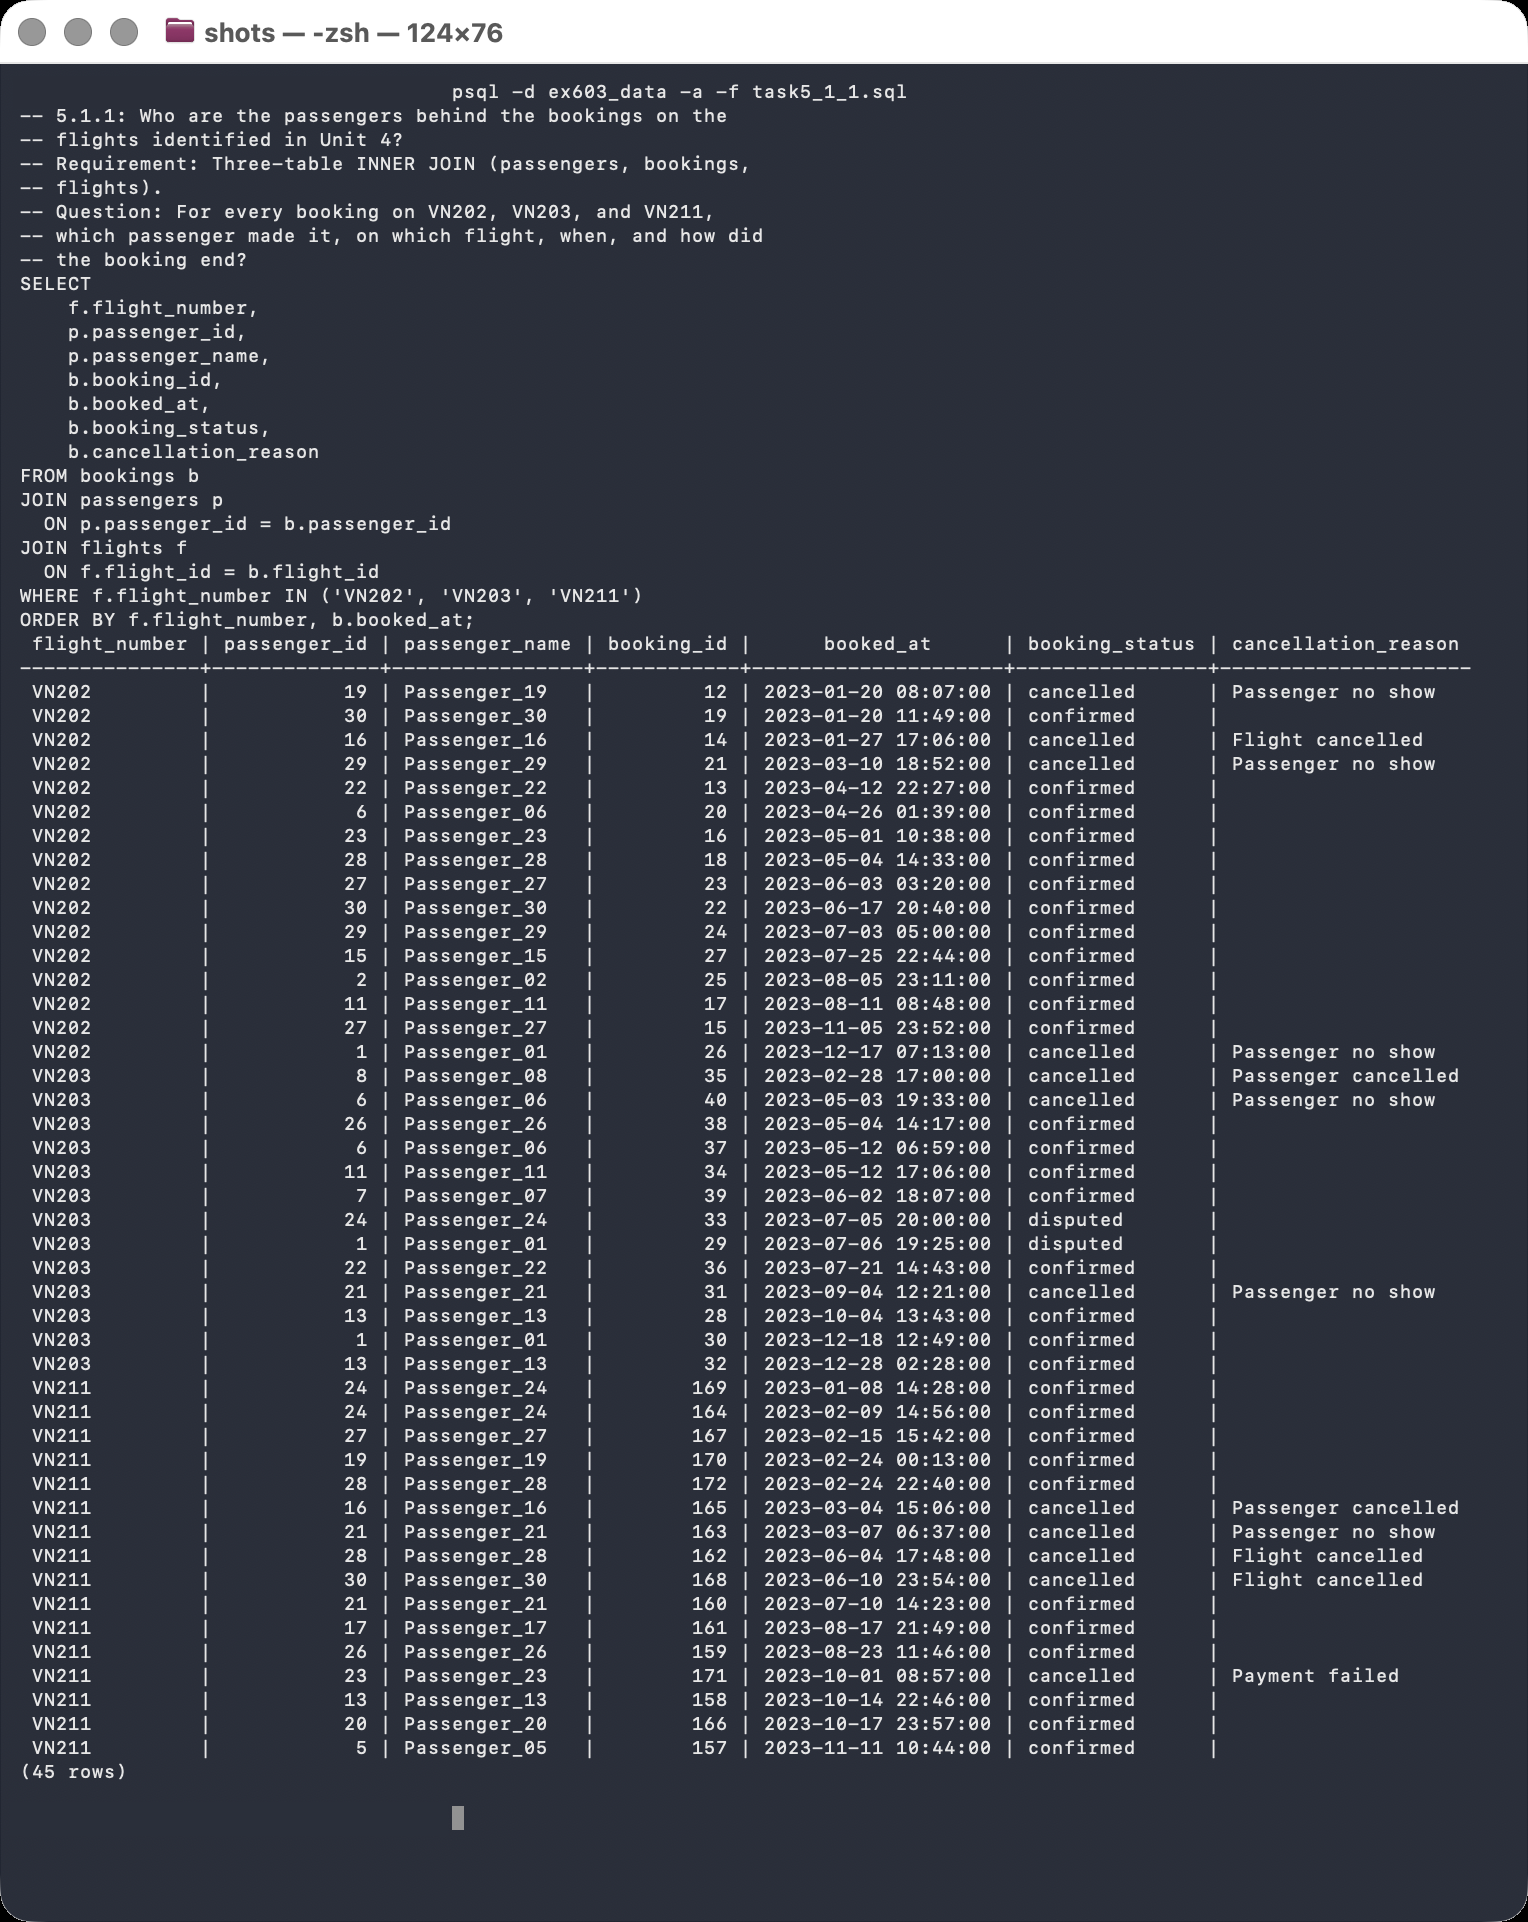 shots — -zsh — 124×76
psql -d ex603_data -a -f task5_1_1.sql
-- 5.1.1: Who are the passengers behind the bookings on the
-- flights identified in Unit 4?
-- Requirement: Three-table INNER JOIN (passengers, bookings,
-- flights).
-- Question: For every booking on VN202, VN203, and VN211,
-- which passenger made it, on which flight, when, and how did
-- the booking end?
SELECT
    f.flight_number,
    p.passenger_id,
    p.passenger_name,
    b.booking_id,
    b.booked_at,
    b.booking_status,
    b.cancellation_reason
FROM bookings b
JOIN passengers p
  ON p.passenger_id = b.passenger_id
JOIN flights f
  ON f.flight_id = b.flight_id
WHERE f.flight_number IN ('VN202', 'VN203', 'VN211')
ORDER BY f.flight_number, b.booked_at;
 flight_number | passenger_id | passenger_name | booking_id |      booked_at      | booking_status | cancellation_reason
---------------+--------------+----------------+------------+---------------------+----------------+---------------------
 VN202         |           19 | Passenger_19   |         12 | 2023-01-20 08:07:00 | cancelled      | Passenger no show
 VN202         |           30 | Passenger_30   |         19 | 2023-01-20 11:49:00 | confirmed      |
 VN202         |           16 | Passenger_16   |         14 | 2023-01-27 17:06:00 | cancelled      | Flight cancelled
 VN202         |           29 | Passenger_29   |         21 | 2023-03-10 18:52:00 | cancelled      | Passenger no show
 VN202         |           22 | Passenger_22   |         13 | 2023-04-12 22:27:00 | confirmed      |
 VN202         |            6 | Passenger_06   |         20 | 2023-04-26 01:39:00 | confirmed      |
 VN202         |           23 | Passenger_23   |         16 | 2023-05-01 10:38:00 | confirmed      |
 VN202         |           28 | Passenger_28   |         18 | 2023-05-04 14:33:00 | confirmed      |
 VN202         |           27 | Passenger_27   |         23 | 2023-06-03 03:20:00 | confirmed      |
 VN202         |           30 | Passenger_30   |         22 | 2023-06-17 20:40:00 | confirmed      |
 VN202         |           29 | Passenger_29   |         24 | 2023-07-03 05:00:00 | confirmed      |
 VN202         |           15 | Passenger_15   |         27 | 2023-07-25 22:44:00 | confirmed      |
 VN202         |            2 | Passenger_02   |         25 | 2023-08-05 23:11:00 | confirmed      |
 VN202         |           11 | Passenger_11   |         17 | 2023-08-11 08:48:00 | confirmed      |
 VN202         |           27 | Passenger_27   |         15 | 2023-11-05 23:52:00 | confirmed      |
 VN202         |            1 | Passenger_01   |         26 | 2023-12-17 07:13:00 | cancelled      | Passenger no show
 VN203         |            8 | Passenger_08   |         35 | 2023-02-28 17:00:00 | cancelled      | Passenger cancelled
 VN203         |            6 | Passenger_06   |         40 | 2023-05-03 19:33:00 | cancelled      | Passenger no show
 VN203         |           26 | Passenger_26   |         38 | 2023-05-04 14:17:00 | confirmed      |
 VN203         |            6 | Passenger_06   |         37 | 2023-05-12 06:59:00 | confirmed      |
 VN203         |           11 | Passenger_11   |         34 | 2023-05-12 17:06:00 | confirmed      |
 VN203         |            7 | Passenger_07   |         39 | 2023-06-02 18:07:00 | confirmed      |
 VN203         |           24 | Passenger_24   |         33 | 2023-07-05 20:00:00 | disputed       |
 VN203         |            1 | Passenger_01   |         29 | 2023-07-06 19:25:00 | disputed       |
 VN203         |           22 | Passenger_22   |         36 | 2023-07-21 14:43:00 | confirmed      |
 VN203         |           21 | Passenger_21   |         31 | 2023-09-04 12:21:00 | cancelled      | Passenger no show
 VN203         |           13 | Passenger_13   |         28 | 2023-10-04 13:43:00 | confirmed      |
 VN203         |            1 | Passenger_01   |         30 | 2023-12-18 12:49:00 | confirmed      |
 VN203         |           13 | Passenger_13   |         32 | 2023-12-28 02:28:00 | confirmed      |
 VN211         |           24 | Passenger_24   |        169 | 2023-01-08 14:28:00 | confirmed      |
 VN211         |           24 | Passenger_24   |        164 | 2023-02-09 14:56:00 | confirmed      |
 VN211         |           27 | Passenger_27   |        167 | 2023-02-15 15:42:00 | confirmed      |
 VN211         |           19 | Passenger_19   |        170 | 2023-02-24 00:13:00 | confirmed      |
 VN211         |           28 | Passenger_28   |        172 | 2023-02-24 22:40:00 | confirmed      |
 VN211         |           16 | Passenger_16   |        165 | 2023-03-04 15:06:00 | cancelled      | Passenger cancelled
 VN211         |           21 | Passenger_21   |        163 | 2023-03-07 06:37:00 | cancelled      | Passenger no show
 VN211         |           28 | Passenger_28   |        162 | 2023-06-04 17:48:00 | cancelled      | Flight cancelled
 VN211         |           30 | Passenger_30   |        168 | 2023-06-10 23:54:00 | cancelled      | Flight cancelled
 VN211         |           21 | Passenger_21   |        160 | 2023-07-10 14:23:00 | confirmed      |
 VN211         |           17 | Passenger_17   |        161 | 2023-08-17 21:49:00 | confirmed      |
 VN211         |           26 | Passenger_26   |        159 | 2023-08-23 11:46:00 | confirmed      |
 VN211         |           23 | Passenger_23   |        171 | 2023-10-01 08:57:00 | cancelled      | Payment failed
 VN211         |           13 | Passenger_13   |        158 | 2023-10-14 22:46:00 | confirmed      |
 VN211         |           20 | Passenger_20   |        166 | 2023-10-17 23:57:00 | confirmed      |
 VN211         |            5 | Passenger_05   |        157 | 2023-11-11 10:44:00 | confirmed      |
(45 rows)